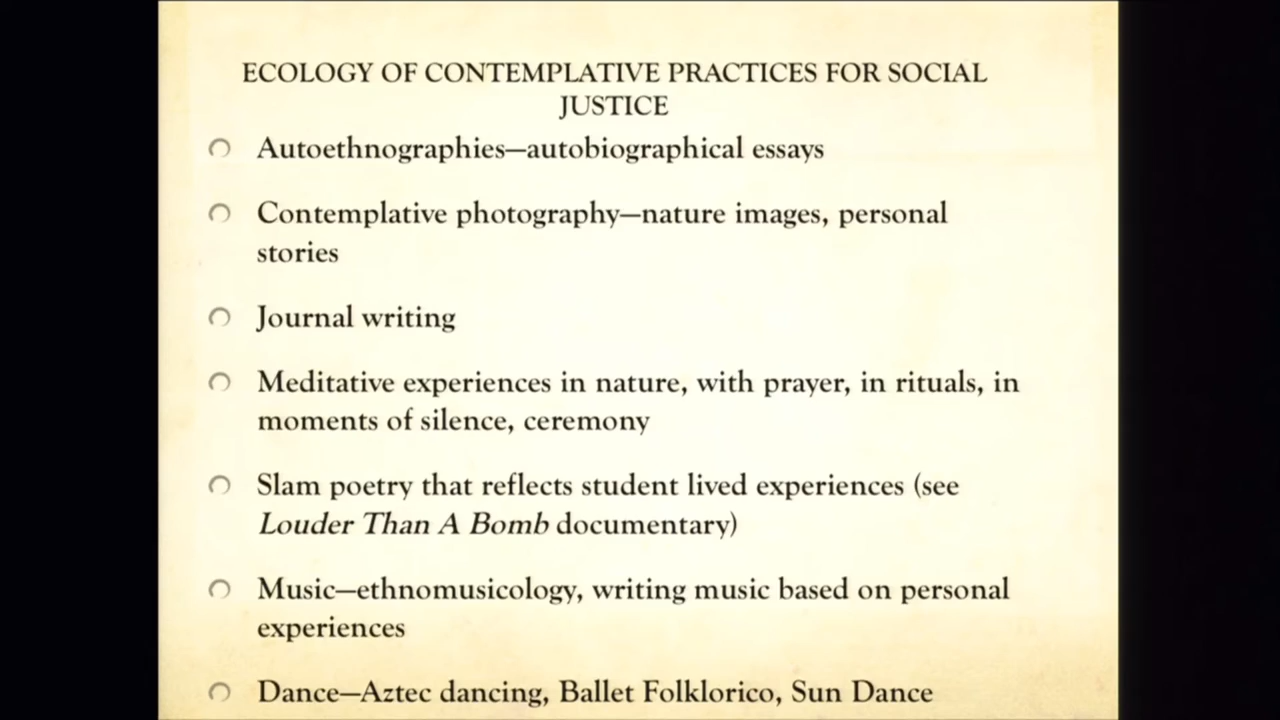 ECOLOGY OF CONTEMPLATIVE PRACTICES FOR SOCIAL
JUSTICE
Autoethnographies—autobiographical essays
Contemplative photography—nature images, personal
stories
Journal writing
Meditative experiences in nature, with prayer, in rituals, in
moments of silence, ceremony
Slam poetry that reflects student lived experiences (see
Louder Than A Bomb documentary)
Music—ethnomusicology, writing music based on personal
experiences
Dance—Aztec dancing, Ballet Folklorico, Sun Dance